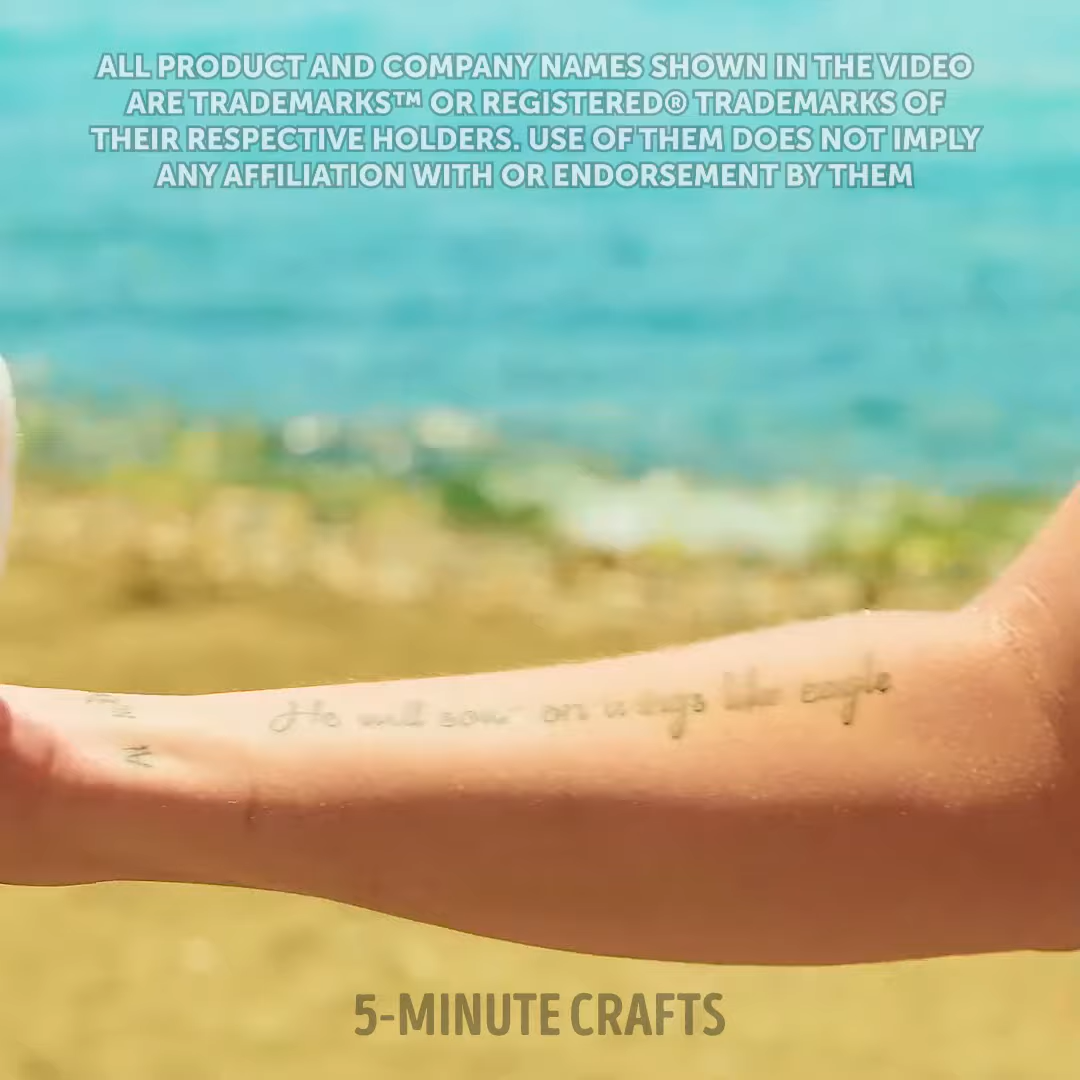 ALL PRODUCT AND COMPANY NAMES SHOWN IN THE VIDEO
ARE TRADEMARKS™ OR REGISTERED® TRADEMARKS OF
THEIR RESPECTIVE HOLDERS. USE OF THEM DOES NOT IMPLY
ANY AFFILIATION WITH OR ENDORSEMENT BY THEM
He will soar on wings like eagle
5-MINUTE CRAFTS